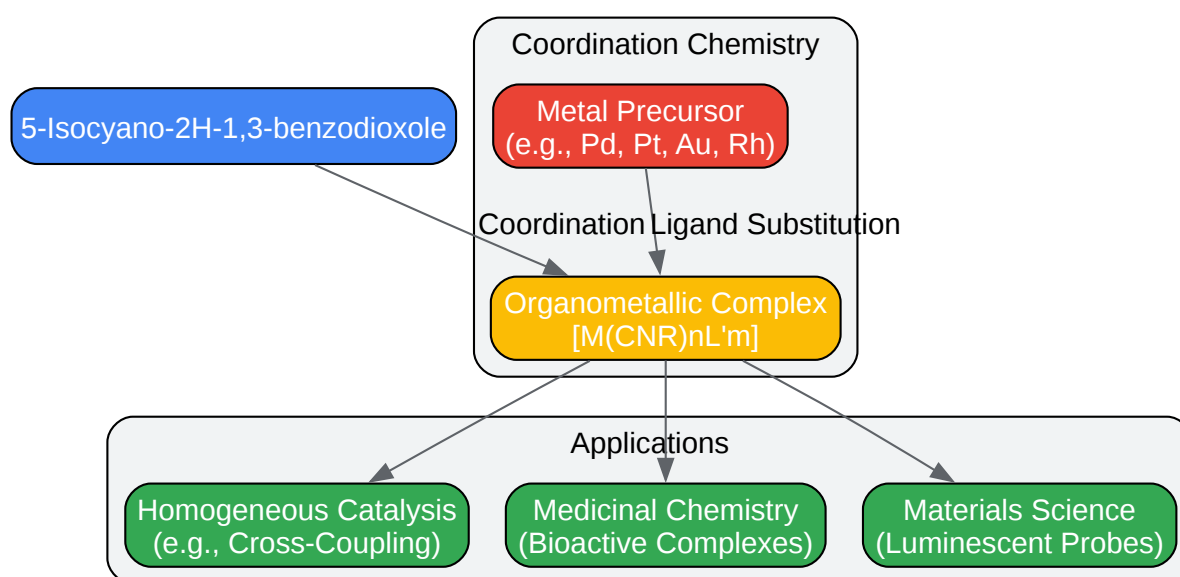 Coordination Chemistry
5-Isocyano-2H-1,3-benzodioxole
Metal Precursor
(e.g., Pd, Pt, Au, Rh)
Coordination
Ligand Substitution
Organometallic Complex
[M(CNR)nL'm]
Applications
Homogeneous Catalysis
(e.g., Cross-Coupling)
Medicinal Chemistry
(Bioactive Complexes)
Materials Science
(Luminescent Probes)